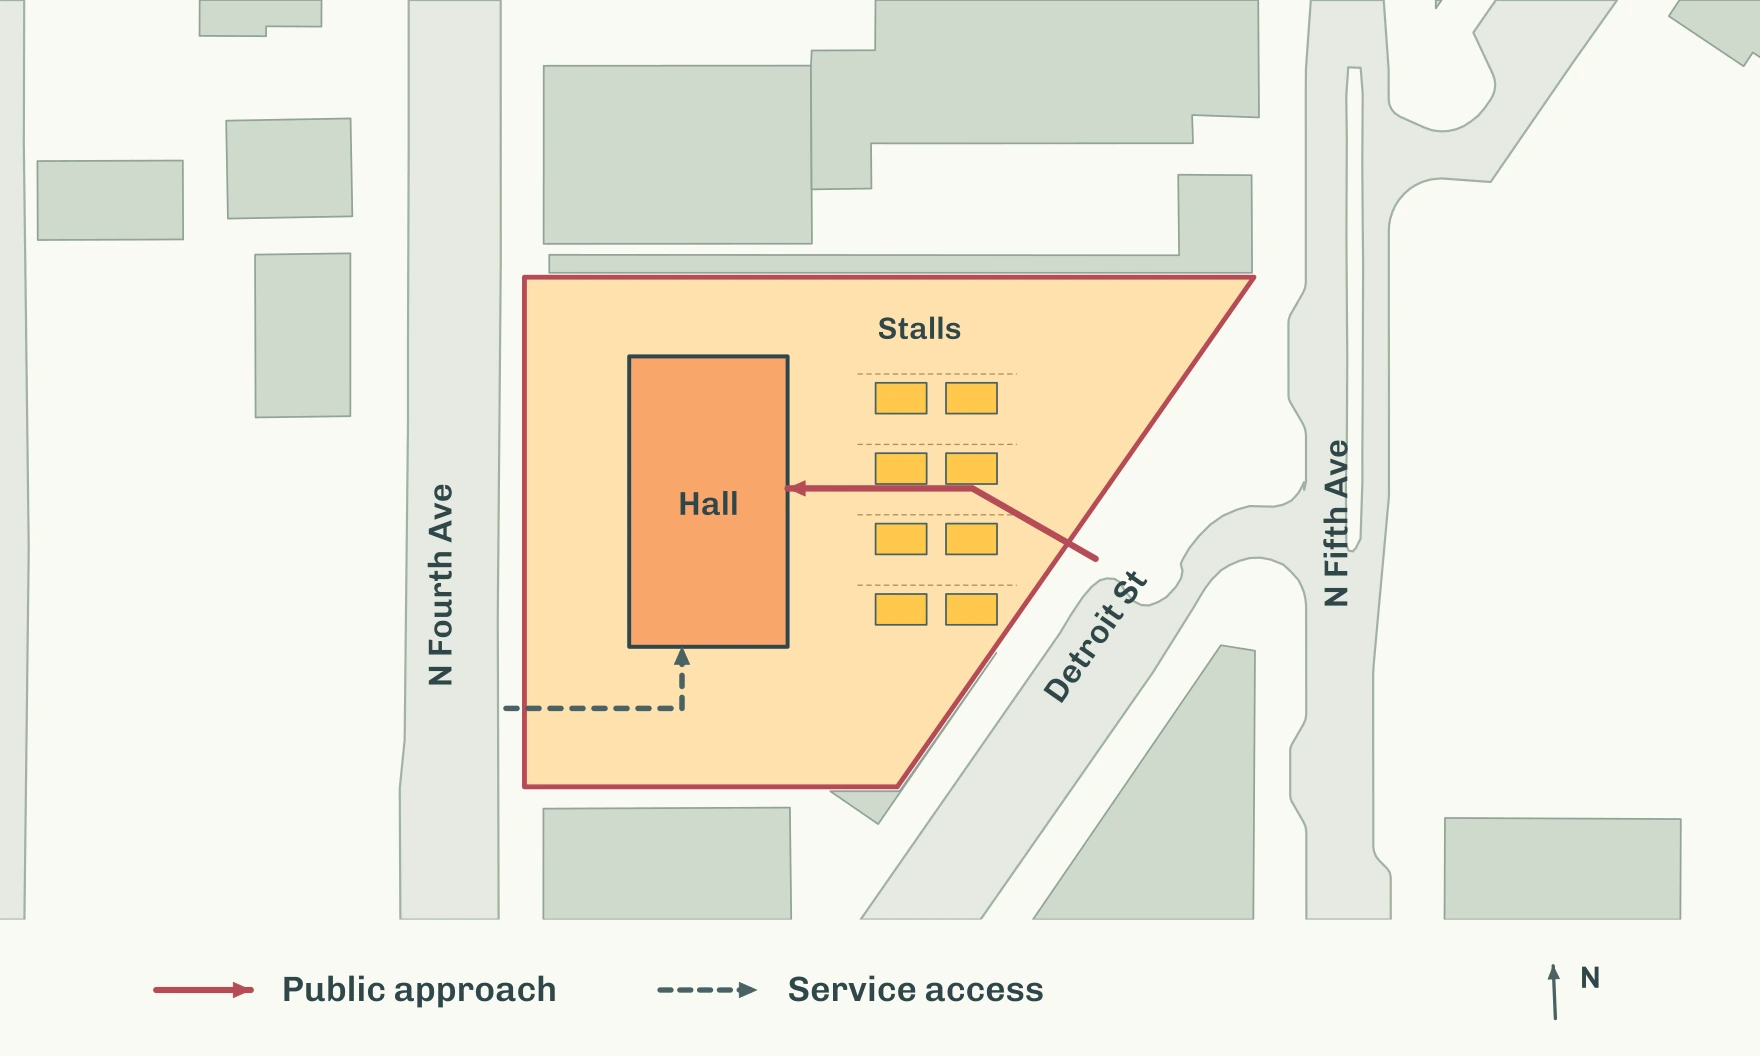 Stalls
Hall
N Fourth Ave
N Fifth Ave
Detroit St
Public approach
Service access
N